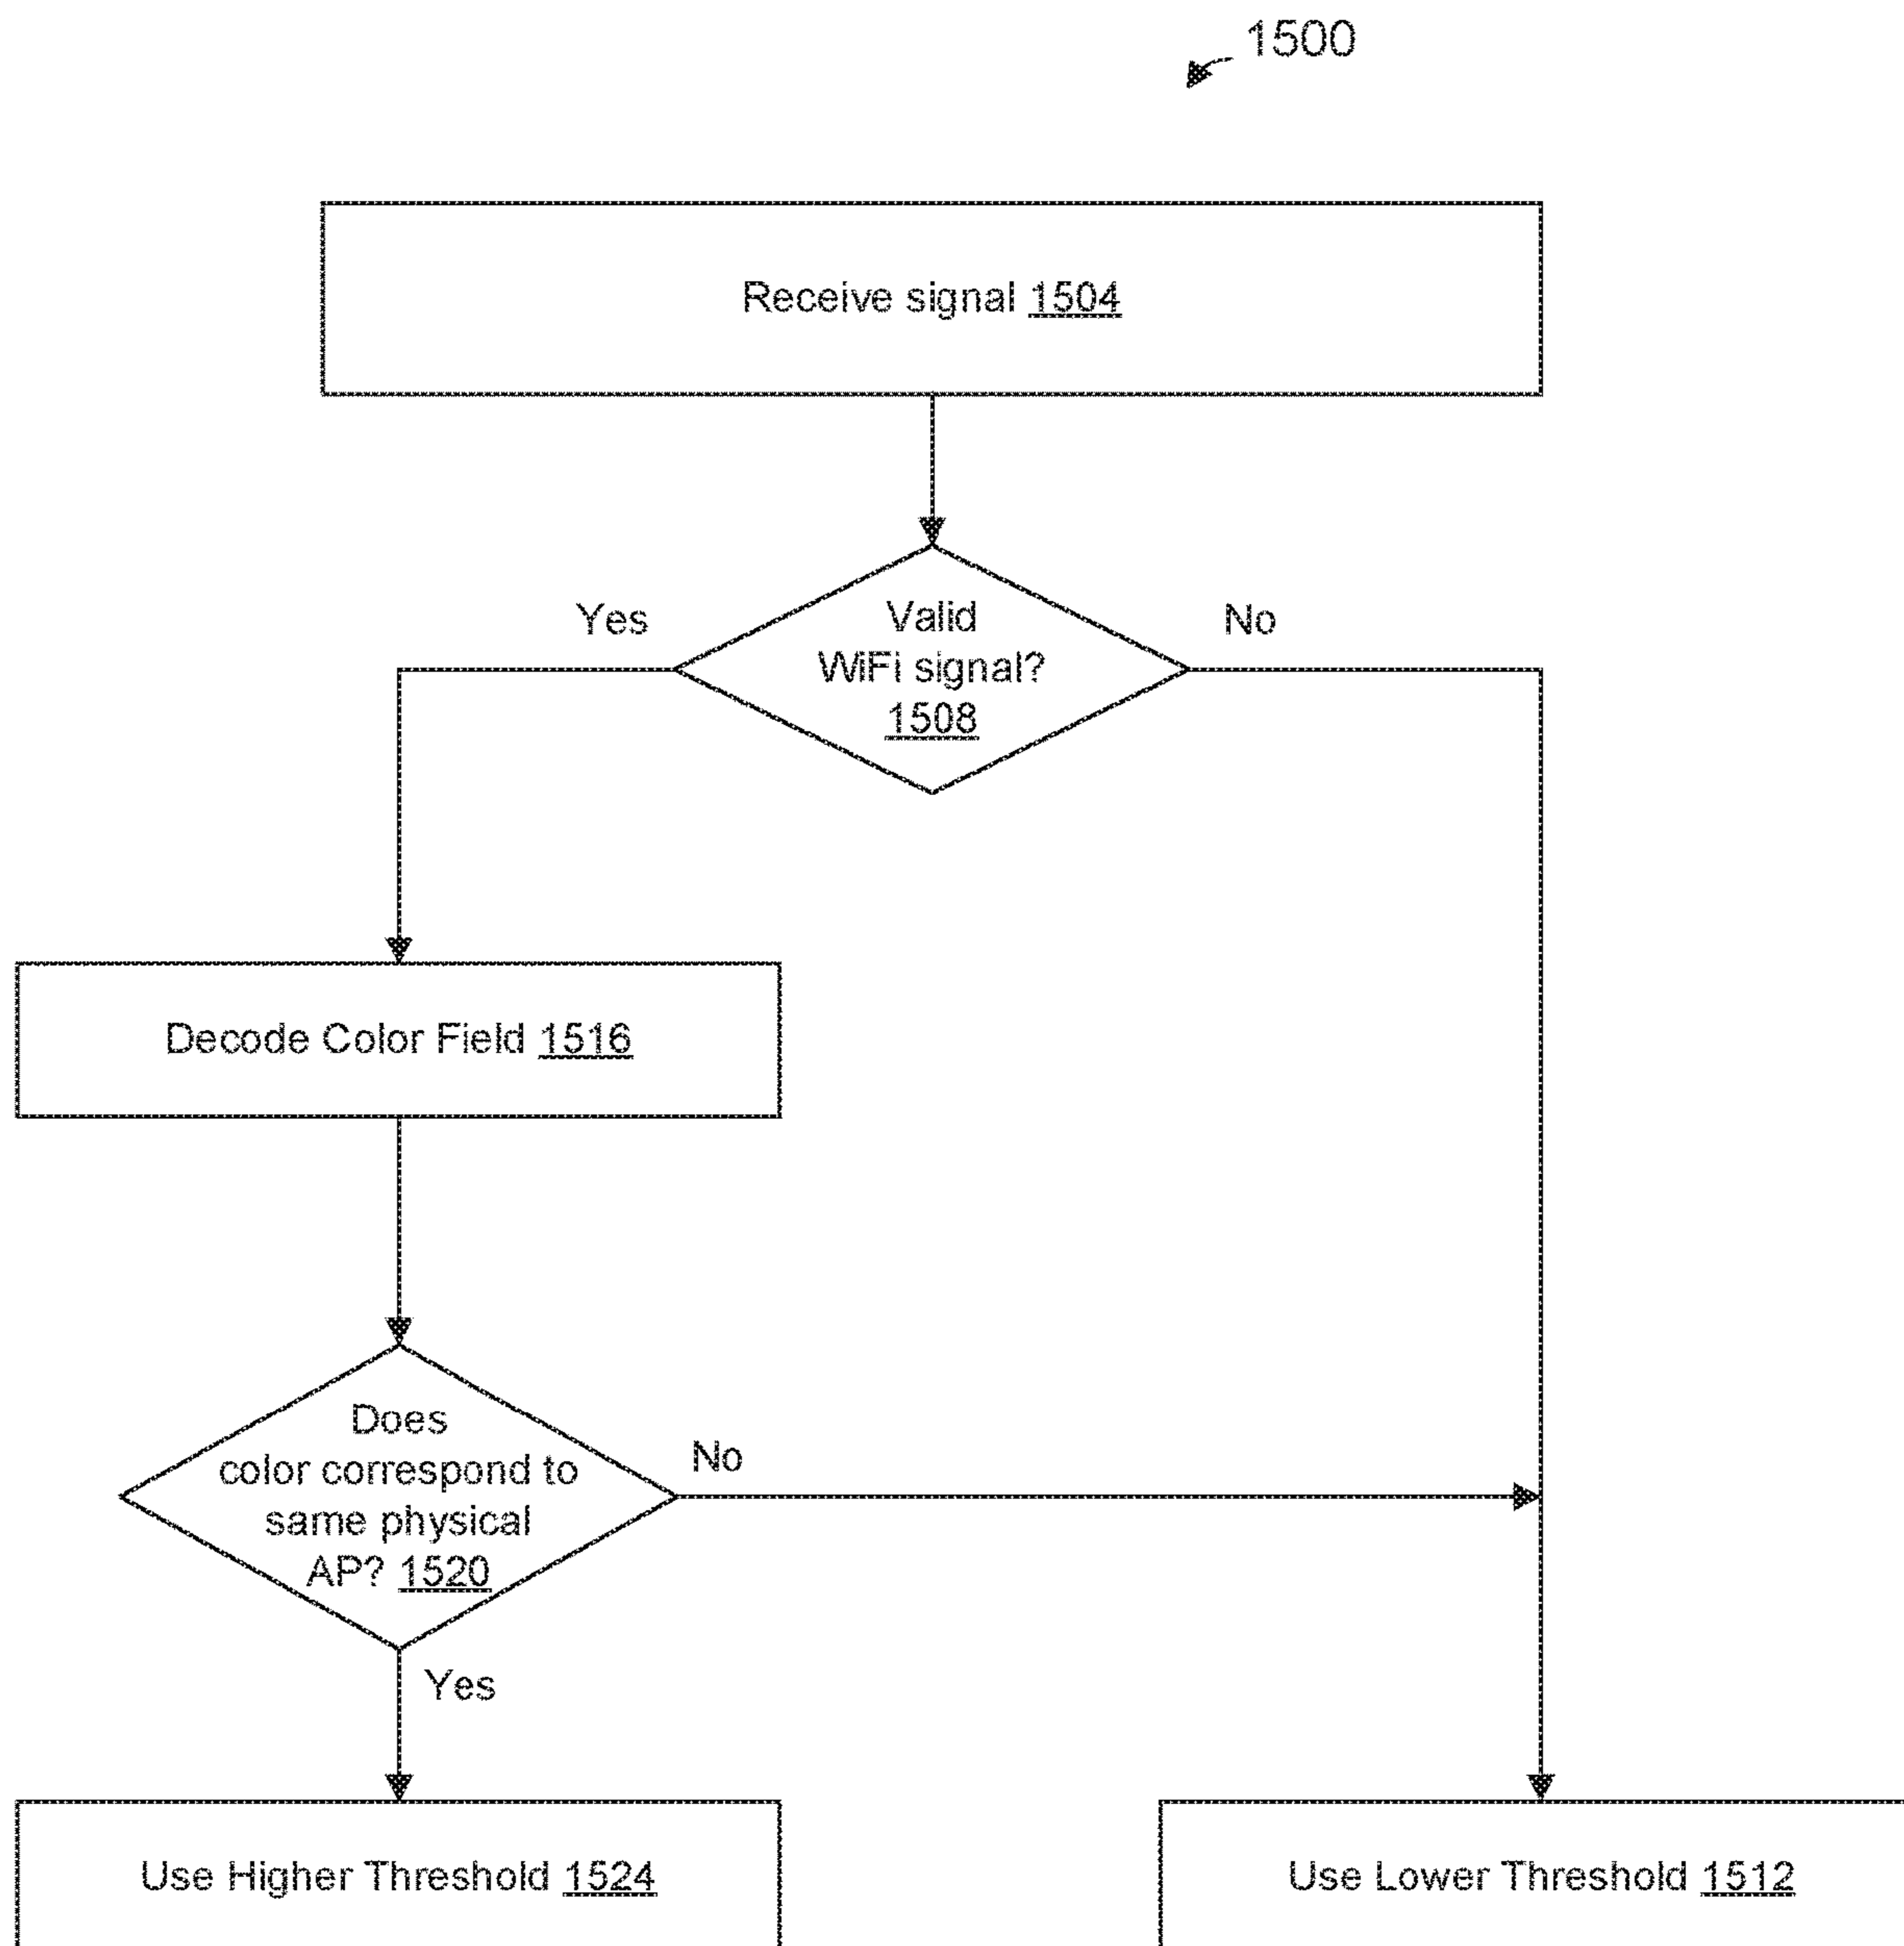 1500
Receive signal 1504
Yes
Valid
WiFi signal?
1508
No
Decode Color Field 1516
Does
color correspond to
same physical
AP? 1520
No
Yes
Use Higher Threshold 1524
Use Lower Threshold 1512